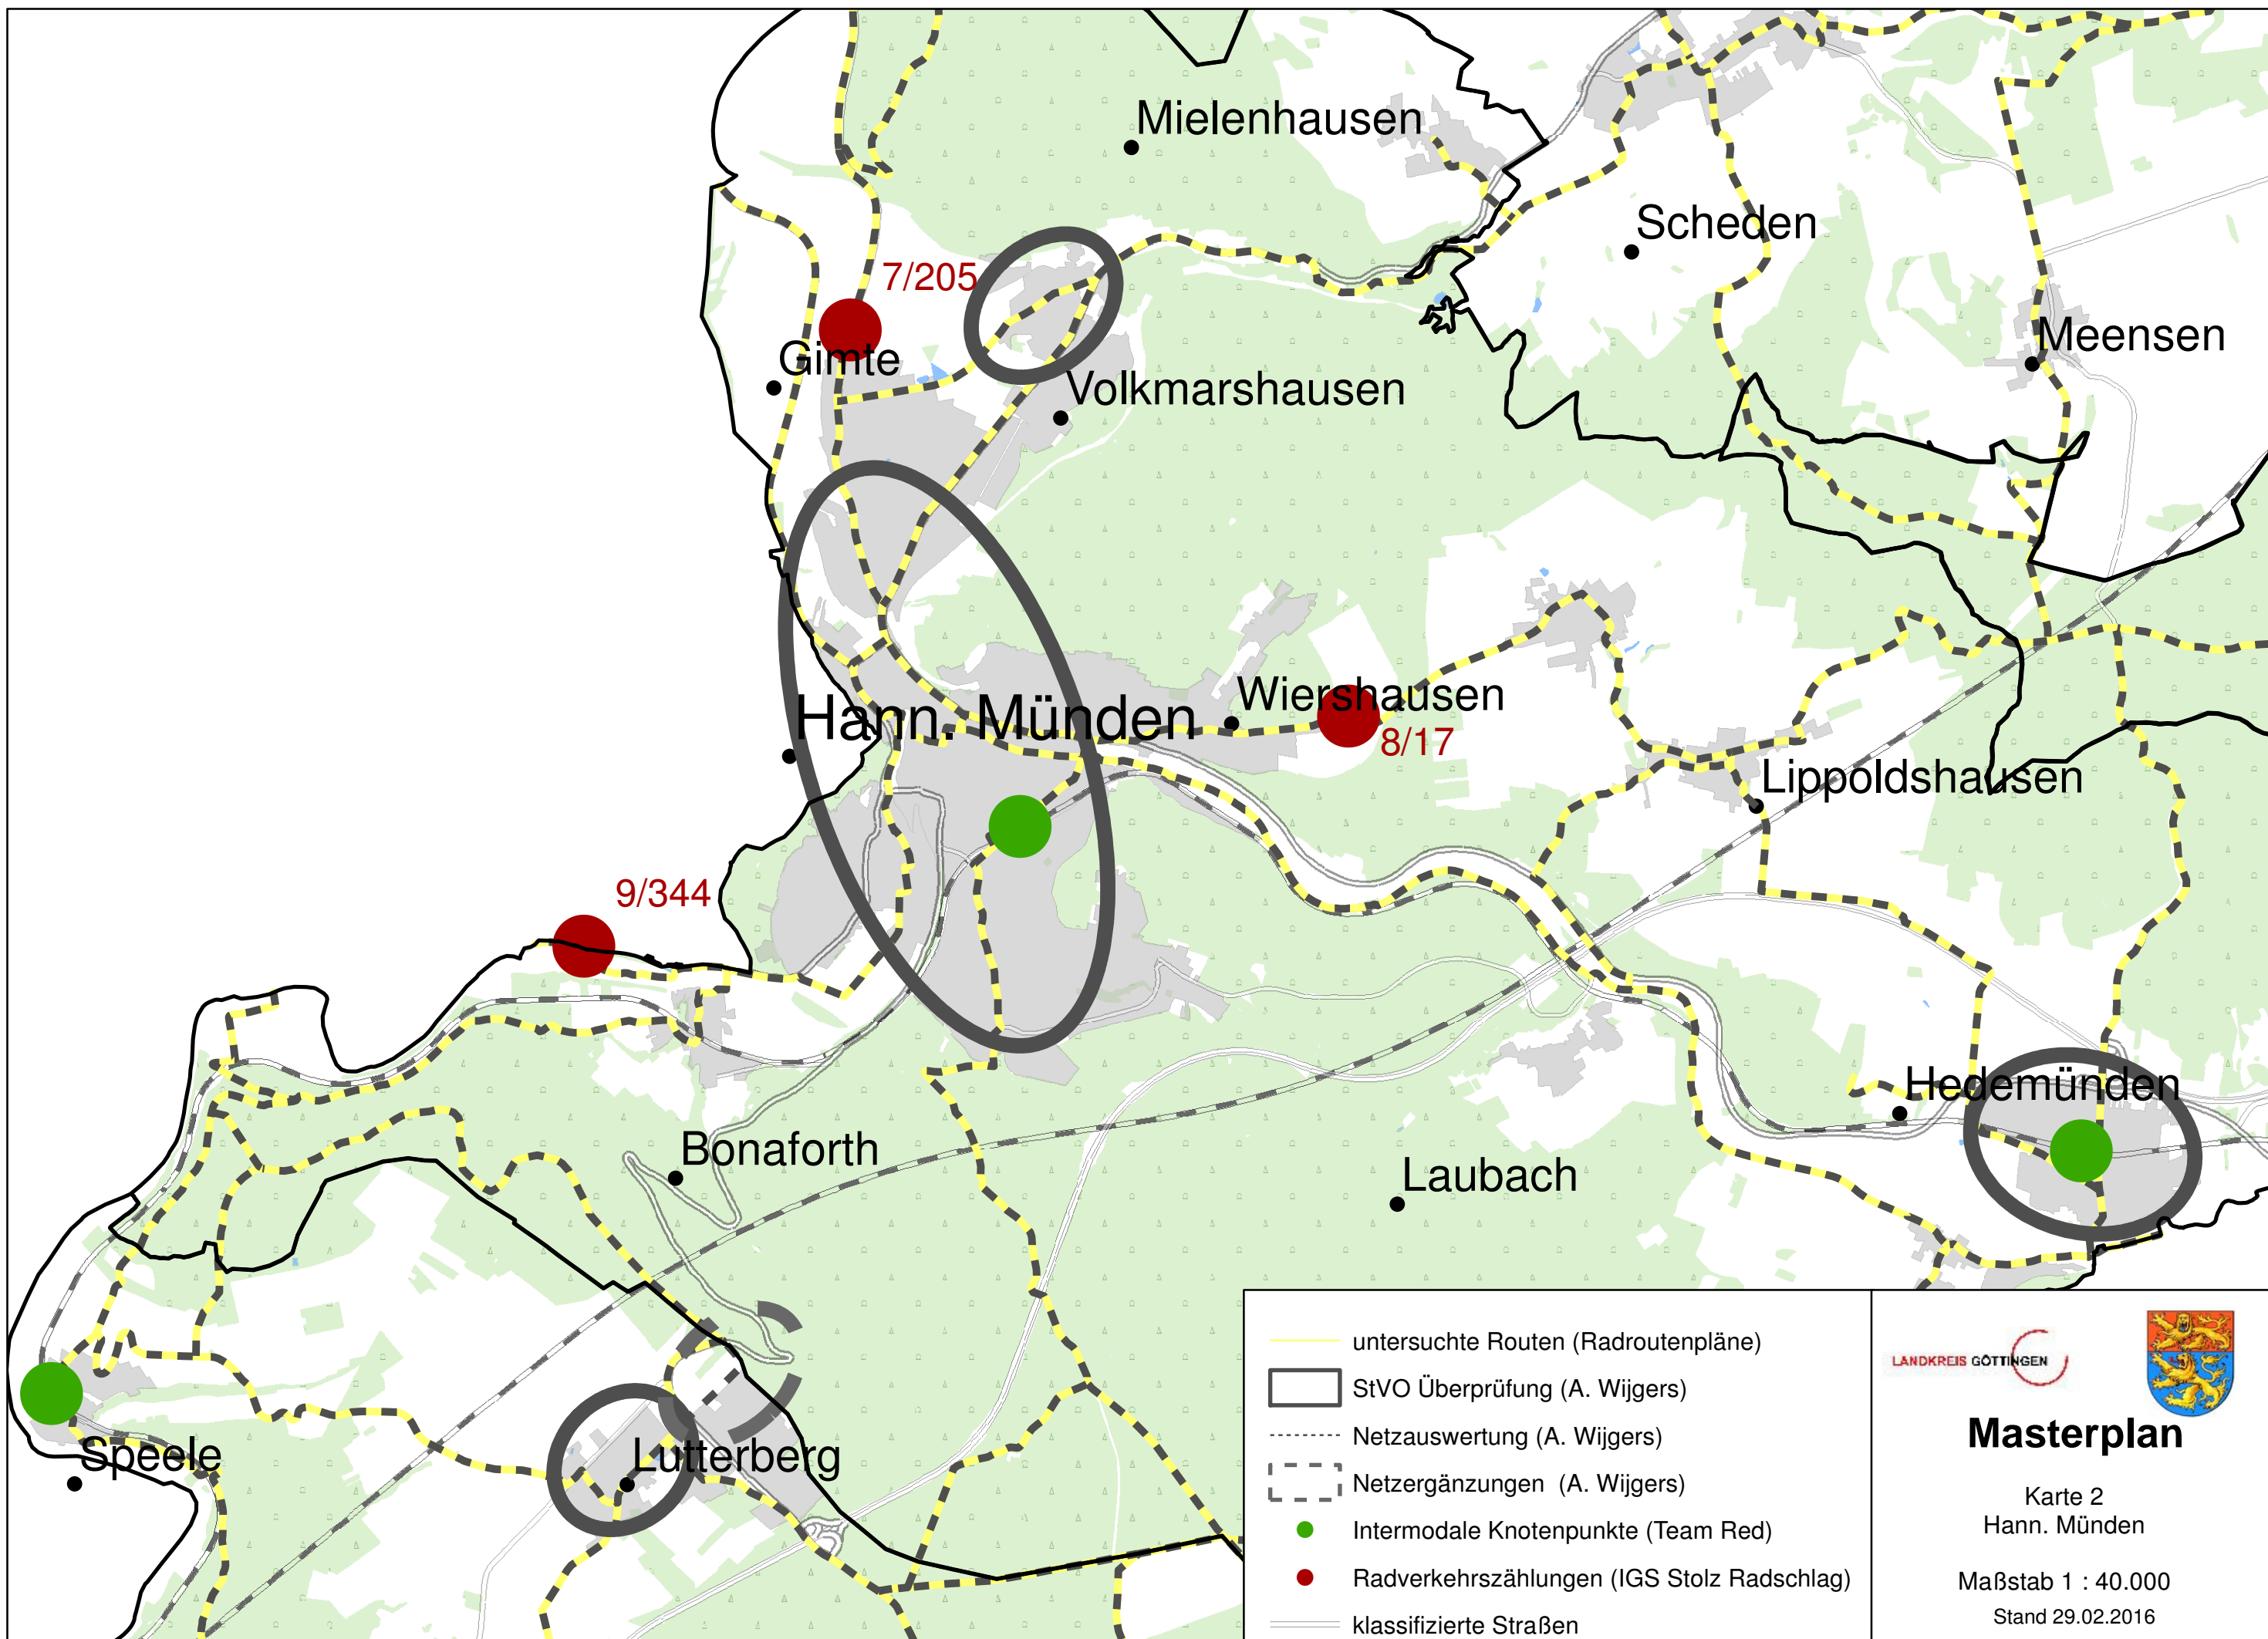 Mielenhausen
Scheden
7/205
Meensen
Gimte
Volkmarshausen
Wiershausen
Hann. Münden
8/17
Lippoldshausen
9/344
Hedemünden
Bonaforth
Laubach
Speele
Lutterberg
untersuchte Routen (Radroutenpläne)
StVO Überprüfung (A. Wijgers)
Netzauswertung (A. Wijgers)
Netzergänzungen (A. Wijgers)
Intermodale Knotenpunkte (Team Red)
Radverkehrszählungen (IGS Stolz Radschlag)
klassifizierte Straßen
LANDKREIS GÖTTINGEN
Masterplan
Karte 2
Hann. Münden
Maßstab 1 : 40.000
Stand 29.02.2016